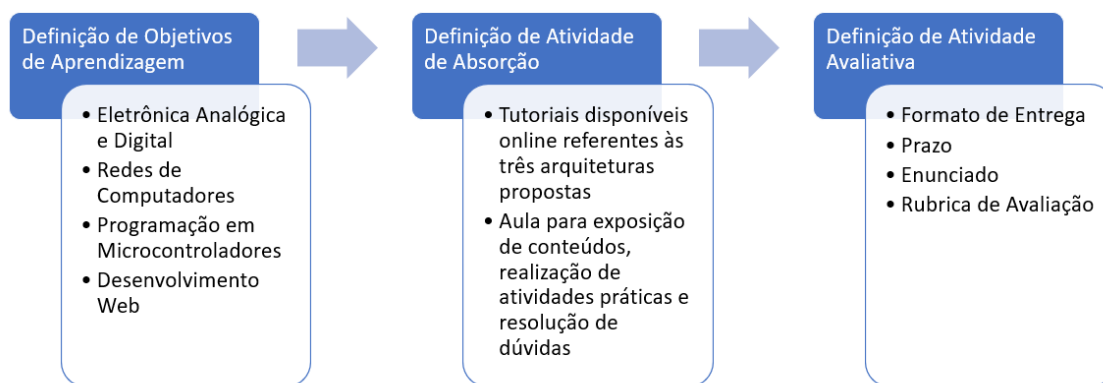 Definição de Objetivos
de Aprendizagem
• Eletrônica Analógica
e Digital
• Redes de
Computadores
• Programação em
Microcontroladores
• Desenvolvimento
Web
Definição de Atividade
de Absorção
• Tutoriais disponíveis
online referentes às
três arquiteturas
propostas
• Aula para exposição
de conteúdos,
realização de
atividades práticas e
resolução de
dúvidas
Definição de Atividade
Avaliativa
• Formato de Entrega
• Prazo
• Enunciado
• Rubrica de Avaliação